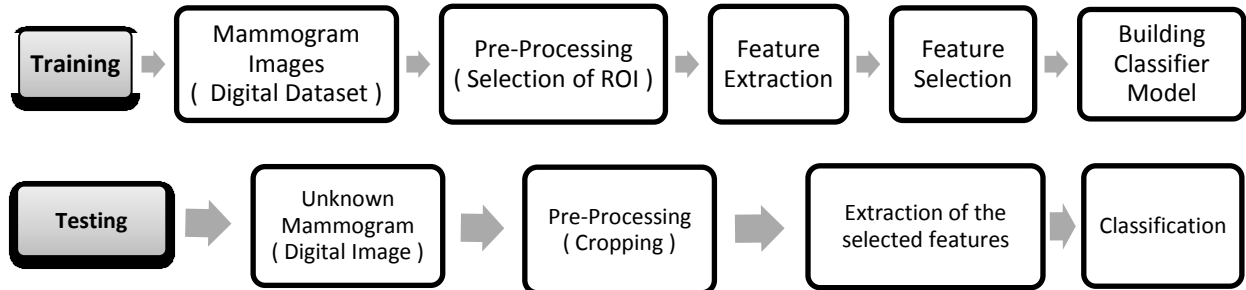 Training
Mammogram
Images
( Digital Dataset )
Pre-Processing
( Selection of ROI )
Feature
Extraction
Feature
Selection
Building
Classifier
Model
Testing
Unknown
Mammogram
( Digital Image )
Pre-Processing
( Cropping )
Extraction of the
selected features
Classification